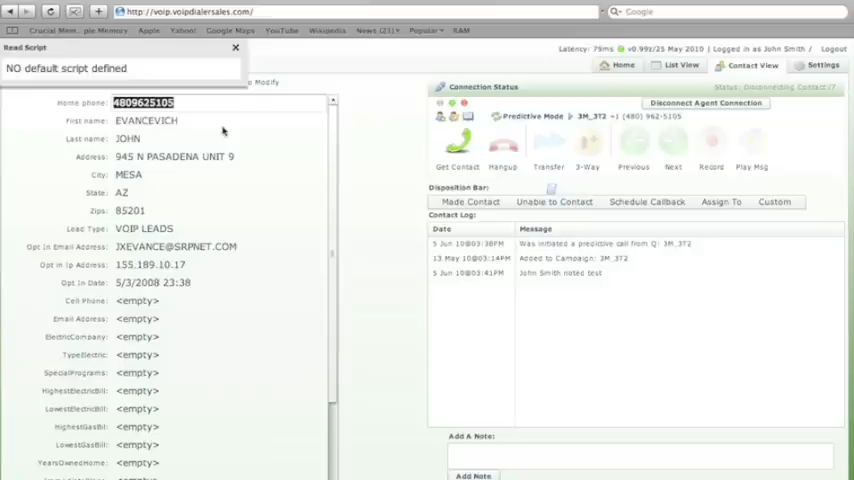 http://voip.voipdialersales.com/
Google
Crucial Mem...ple Memory Apple Yahoo! Google Maps YouTube Wikipedia News (21) Popular RAM
Latency: 79ms v0.99z/25 May 2010 | Logged in as John Smith / Logout
Read Script
NO default script defined
Home List View Contact View Settings
o Modify
Connection Status
Status: Disconnecting Contact /7
Disconnect Agent Connection
Predictive Mode 3M_3T2 ~1 (480) 962-5105
Get Contact Hangup Transfer 3-Way Previous Next Record Play Msg
Disposition Bar:
Made Contact Unable to Contact Schedule Callback Assign To Custom
Contact Log:
Date Message
5 Jun 10@03:38PM Was initiated a predictive call from Q: 3M_3T2
13 May 10@03:14PM Added to Campaign: 3M_3T2
5 Jun 10@03:41PM John Smith noted test
Add A Note:
Add Note
Home phone: 4809625105
First name: EVANCEVICH
Last name: JOHN
Address: 945 N PASADENA UNIT 9
City: MESA
State: AZ
Zips: 85201
Lead Type: VOIP LEADS
Opt In Email Address: JXEVANCE@SRPNET.COM
Opt in Ip Address: 155.189.10.17
Opt In Date: 5/3/2008 23:38
Cell Phone: <empty>
Email Address: <empty>
ElectricCompany: <empty>
TypeElectric: <empty>
SpecialPrograms: <empty>
HighestElectricBill: <empty>
LowestElectricBill: <empty>
HighestGasBil: <empty>
LowestGasBil: <empty>
YearsOwnedHome: <empty>